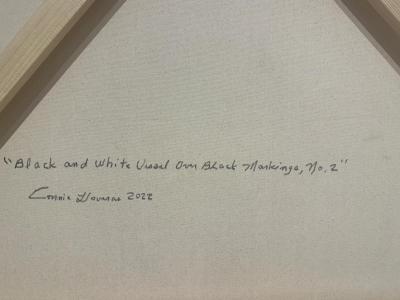 "Black and White Vessel Over Black Markings, No. 2"
Connie 2022